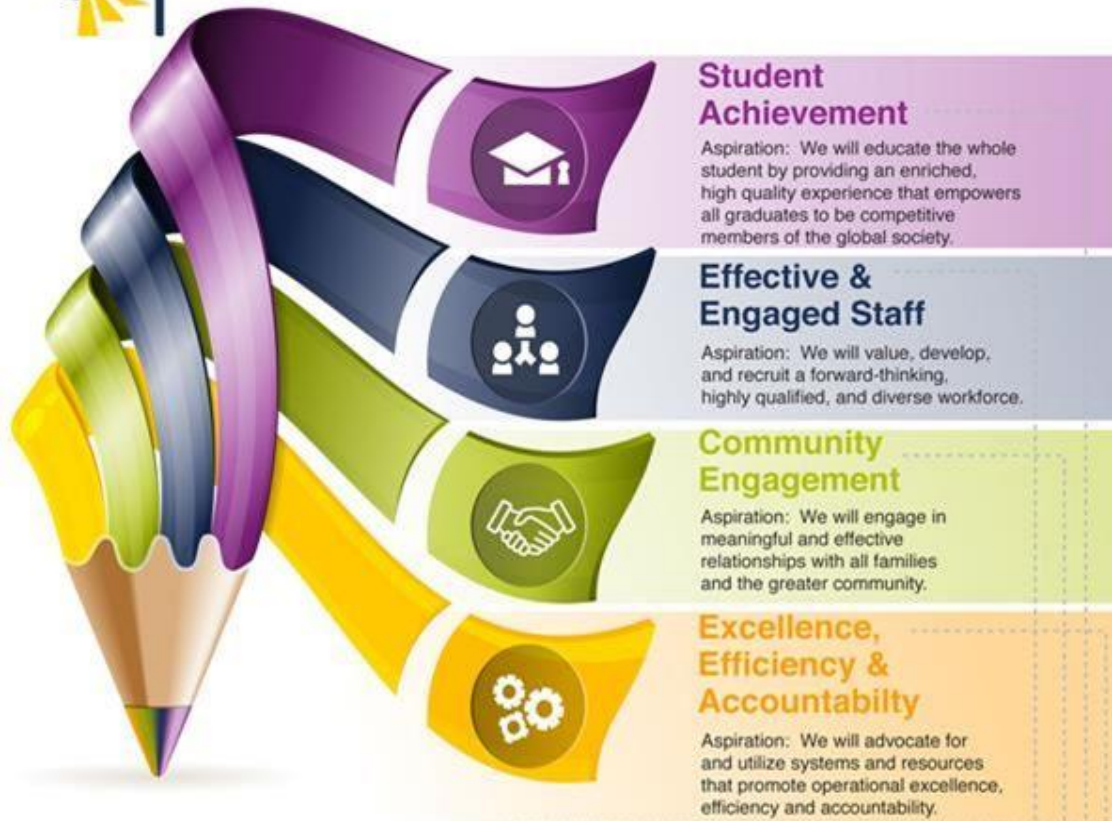 Student
Achievement
Aspiration: We will educate the whole
student by providing an enriched,
high quality experience that empowers
all graduates to be competitive
members of the global society.
Effective &
Engaged Staff
Aspiration: We will value, develop,
and recruit a forward-thinking,
highly qualified, and diverse workforce.
Community
Engagement
Aspiration: We will engage in
meaningful and effective
relationships with all families
and the greater community.
Excellence,
Efficiency &
Accountabilty
Aspiration: We will advocate for
and utilize systems and resources
that promote operational excellence,
efficiency and accountability.